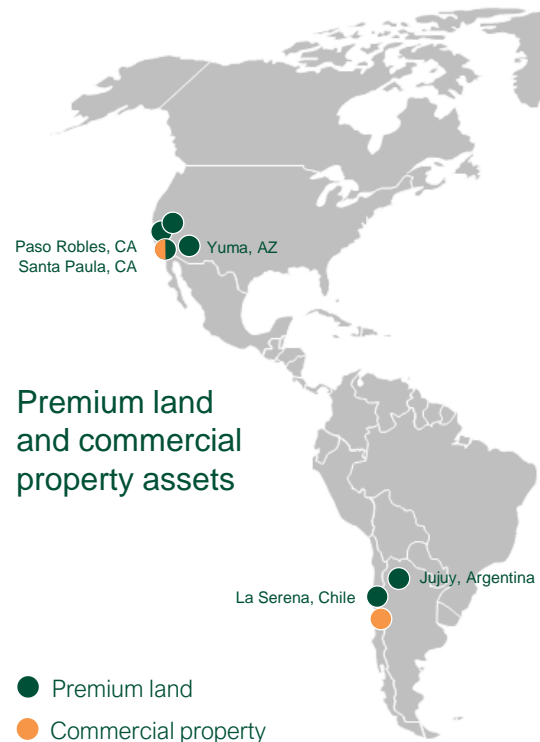 Paso Robles, CA
Santa Paula, CA
Yuma, AZ
Premium land
and commercial
property assets
Jujuy, Argentina
La Serena, Chile
Premium land
Commercial property